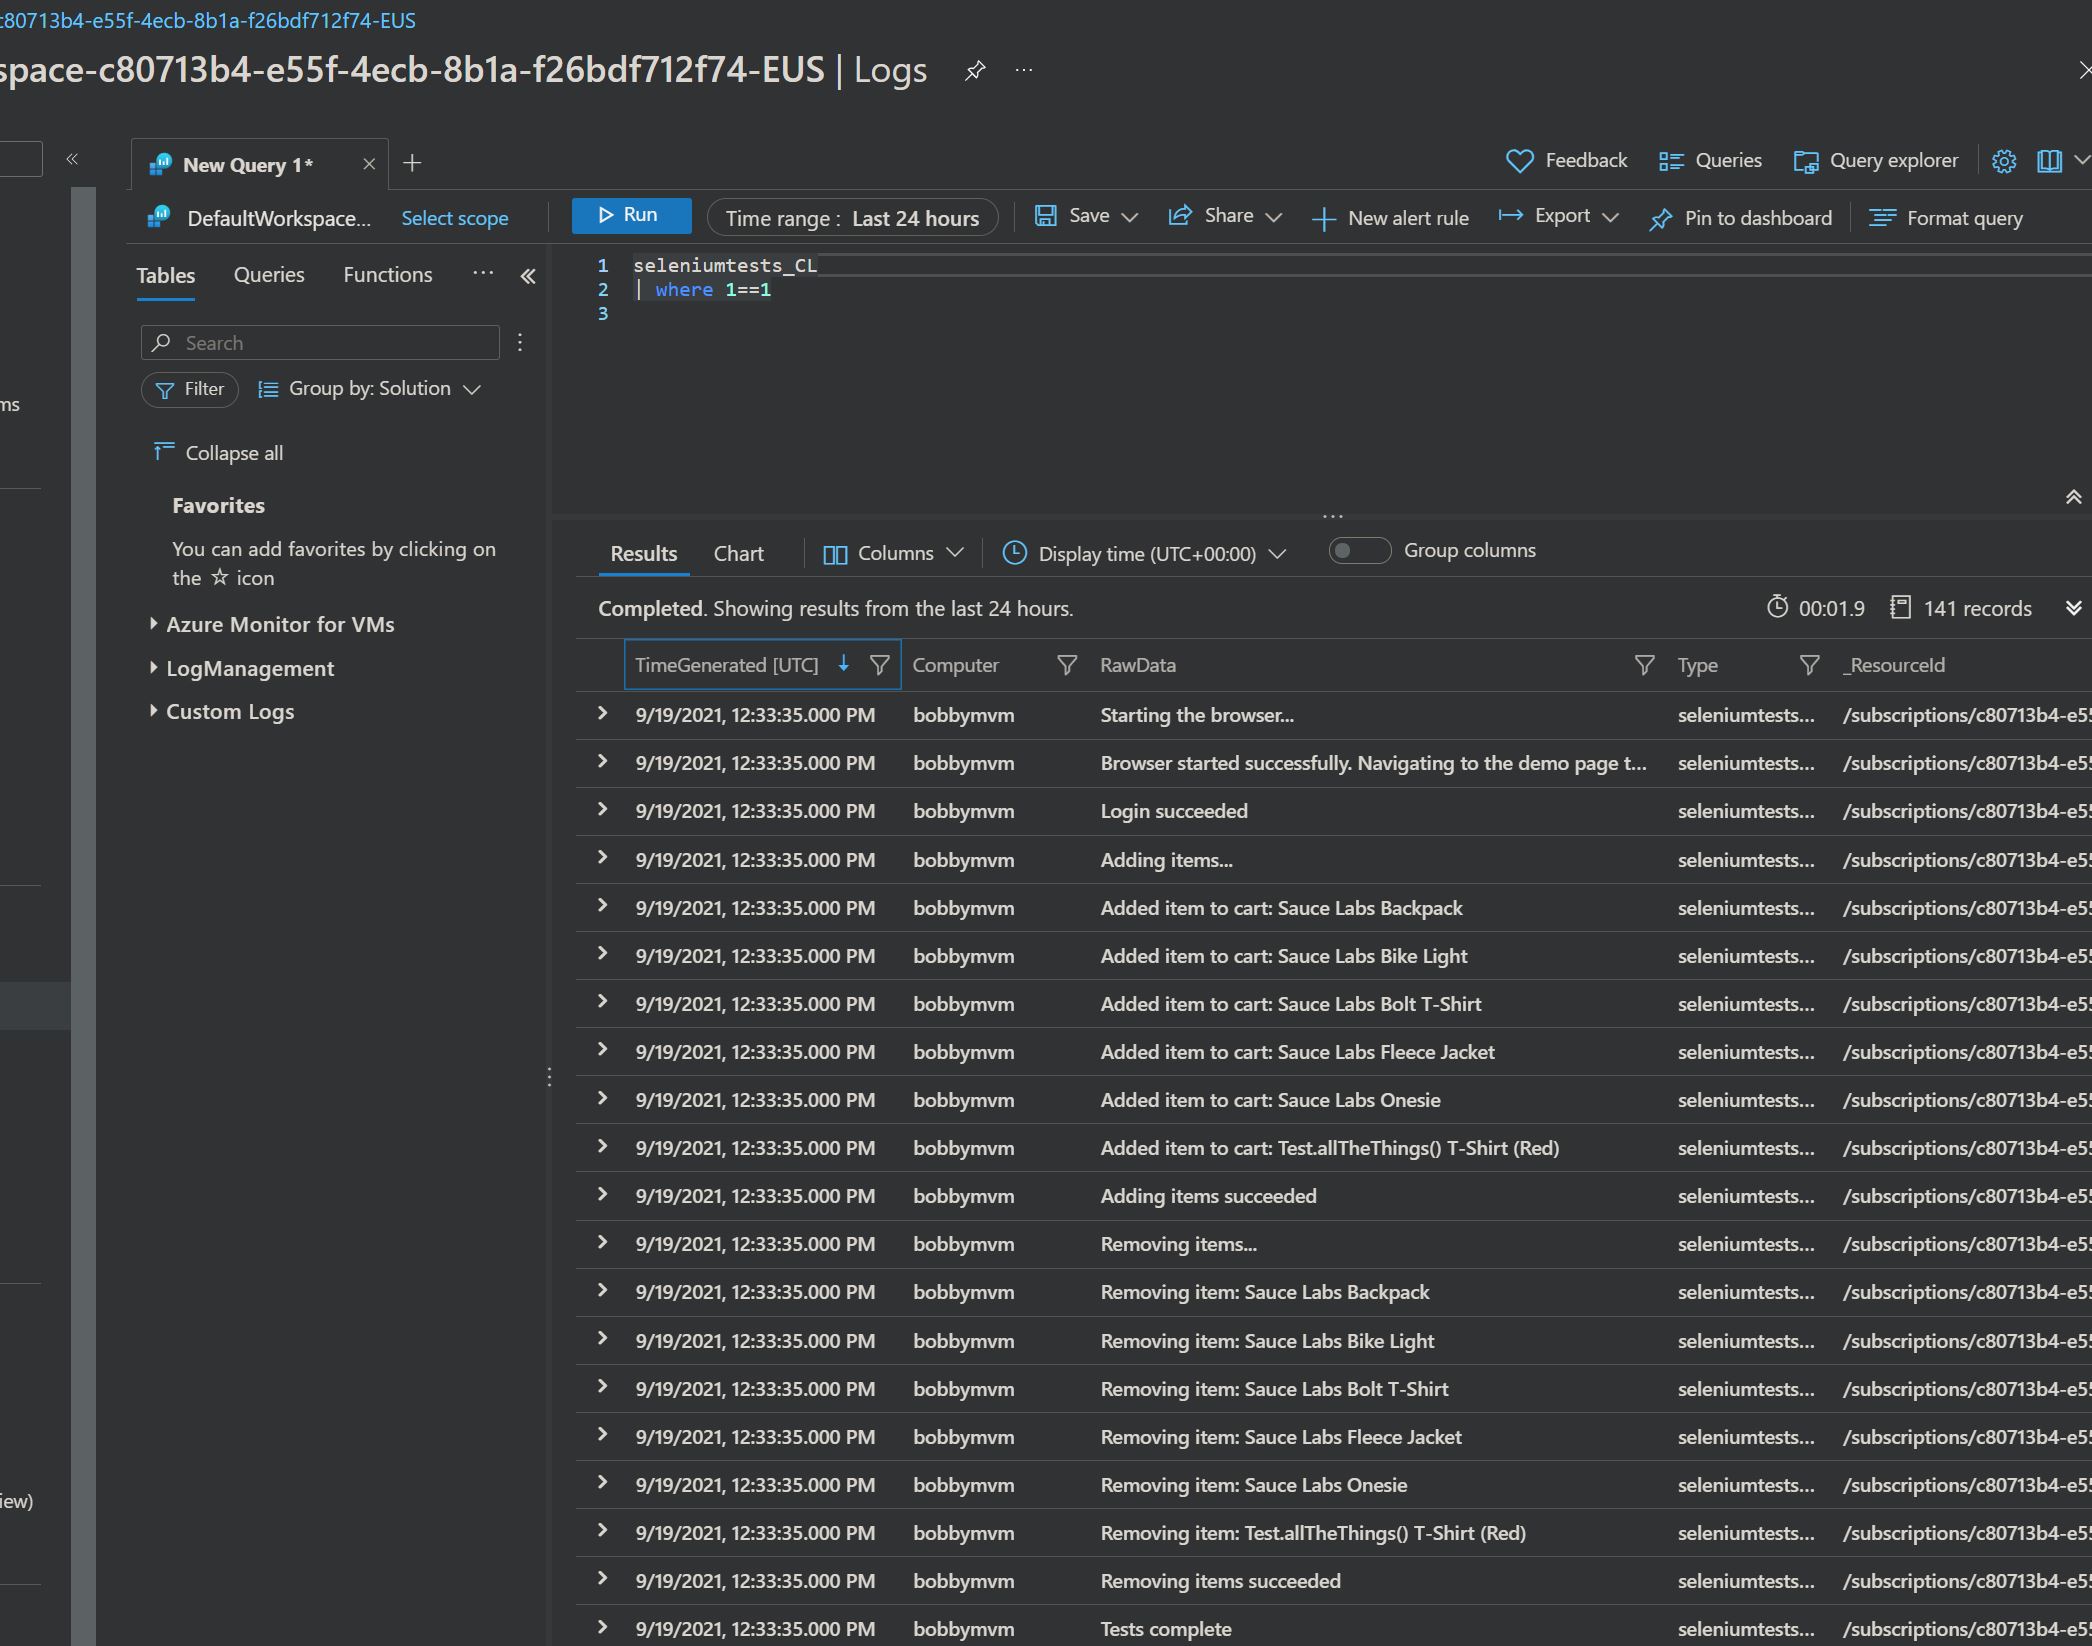 c80713b4-e55f-4ecb-8b1a-f26bdf712f74-EUS
space-c80713b4-e55f-4ecb-8b1a-f26bdf712f74-EUS | Logs
New Query 1*
Feedback Queries Query explorer
DefaultWorkspace... Select scope Run Time range : Last 24 hours Save Share New alert rule Export Pin to dashboard Format query
Tables Queries Functions
1 seleniumtests_CL
2 | where 1==1
3
Search
Filter Group by: Solution
ms
Collapse all
Favorites
You can add favorites by clicking on
the ☆ icon
Azure Monitor for VMs
LogManagement
Custom Logs
iew)
Results Chart Columns Display time (UTC+00:00) Group columns
Completed. Showing results from the last 24 hours. 00:01.9 141 records
TimeGenerated [UTC] Computer RawData Type _ResourceId
9/19/2021, 12:33:35.000 PM bobbymvm Starting the browser... seleniumtests... /subscriptions/c80713b4-e55
9/19/2021, 12:33:35.000 PM bobbymvm Browser started successfully. Navigating to the demo page t... seleniumtests... /subscriptions/c80713b4-e55
9/19/2021, 12:33:35.000 PM bobbymvm Login succeeded seleniumtests... /subscriptions/c80713b4-e55
9/19/2021, 12:33:35.000 PM bobbymvm Adding items... seleniumtests... /subscriptions/c80713b4-e55
9/19/2021, 12:33:35.000 PM bobbymvm Added item to cart: Sauce Labs Backpack seleniumtests... /subscriptions/c80713b4-e55
9/19/2021, 12:33:35.000 PM bobbymvm Added item to cart: Sauce Labs Bike Light seleniumtests... /subscriptions/c80713b4-e55
9/19/2021, 12:33:35.000 PM bobbymvm Added item to cart: Sauce Labs Bolt T-Shirt seleniumtests... /subscriptions/c80713b4-e55
9/19/2021, 12:33:35.000 PM bobbymvm Added item to cart: Sauce Labs Fleece Jacket seleniumtests... /subscriptions/c80713b4-e55
9/19/2021, 12:33:35.000 PM bobbymvm Added item to cart: Sauce Labs Onesie seleniumtests... /subscriptions/c80713b4-e55
9/19/2021, 12:33:35.000 PM bobbymvm Added item to cart: Test.allTheThings() T-Shirt (Red) seleniumtests... /subscriptions/c80713b4-e55
9/19/2021, 12:33:35.000 PM bobbymvm Adding items succeeded seleniumtests... /subscriptions/c80713b4-e55
9/19/2021, 12:33:35.000 PM bobbymvm Removing items... seleniumtests... /subscriptions/c80713b4-e55
9/19/2021, 12:33:35.000 PM bobbymvm Removing item: Sauce Labs Backpack seleniumtests... /subscriptions/c80713b4-e55
9/19/2021, 12:33:35.000 PM bobbymvm Removing item: Sauce Labs Bike Light seleniumtests... /subscriptions/c80713b4-e55
9/19/2021, 12:33:35.000 PM bobbymvm Removing item: Sauce Labs Bolt T-Shirt seleniumtests... /subscriptions/c80713b4-e55
9/19/2021, 12:33:35.000 PM bobbymvm Removing item: Sauce Labs Fleece Jacket seleniumtests... /subscriptions/c80713b4-e55
9/19/2021, 12:33:35.000 PM bobbymvm Removing item: Sauce Labs Onesie seleniumtests... /subscriptions/c80713b4-e55
9/19/2021, 12:33:35.000 PM bobbymvm Removing item: Test.allTheThings() T-Shirt (Red) seleniumtests... /subscriptions/c80713b4-e55
9/19/2021, 12:33:35.000 PM bobbymvm Removing items succeeded seleniumtests... /subscriptions/c80713b4-e55
9/19/2021, 12:33:35.000 PM bobbymvm Tests complete seleniumtests... /subscriptions/c80713b4-e55